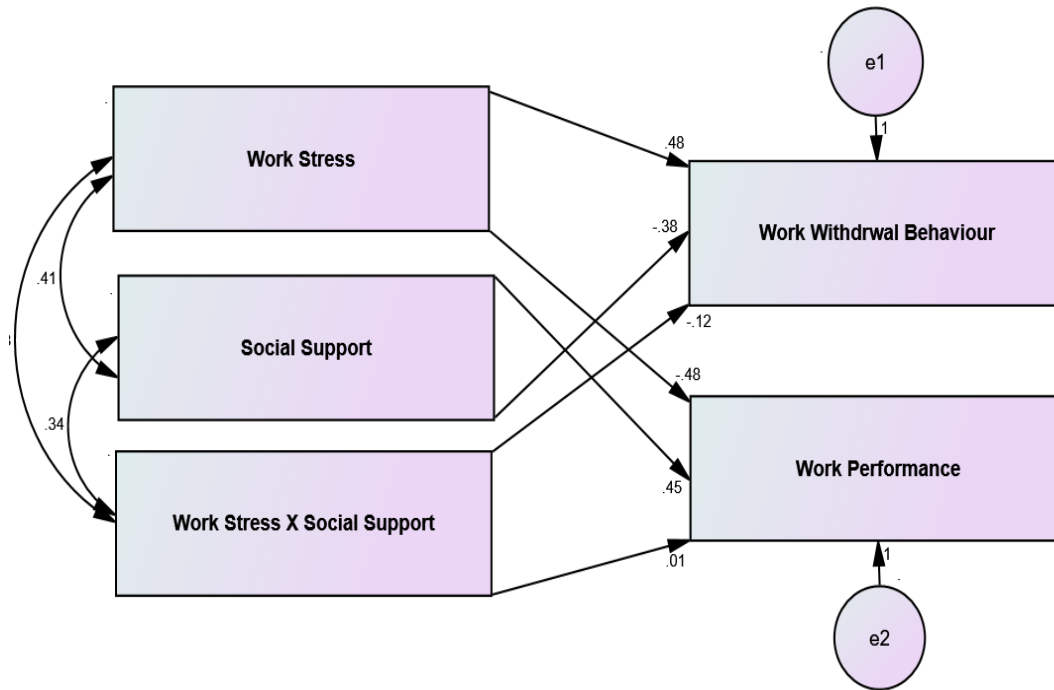 e1
1
Work Stress
.48
Work Withdrwal Behaviour
-.38
-.12
.41
Social Support
-.48
.34
Work Performance
.45
Work Stress X Social Support
.01
1
e2